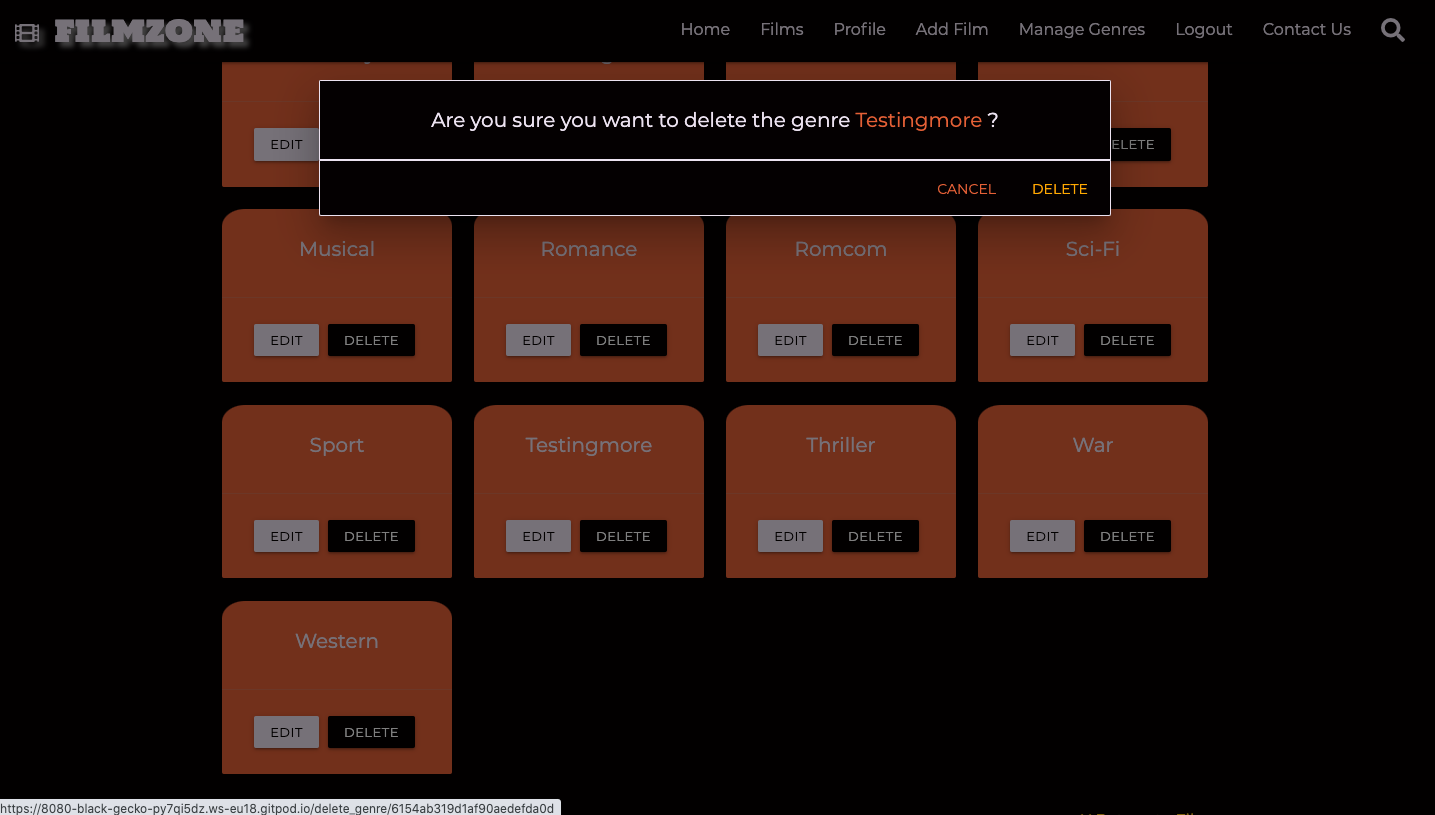 FILMZONE Home Films Profile Add Film Manage Genres Logout Contact Us
Are you sure you want to delete the genre Testingmore ?
EDIT
CANCEL DELETE
Musical Romance Romcom Sci-Fi
EDIT DELETE EDIT DELETE EDIT DELETE EDIT DELETE
Sport Testingmore Thriller War
EDIT DELETE EDIT DELETE EDIT DELETE EDIT DELETE
Western
EDIT DELETE
https://8080-black-gecko-py7qi5dz.ws-eu18.gitpod.io/delete_genre/6154ab319d1af90aedefda0d